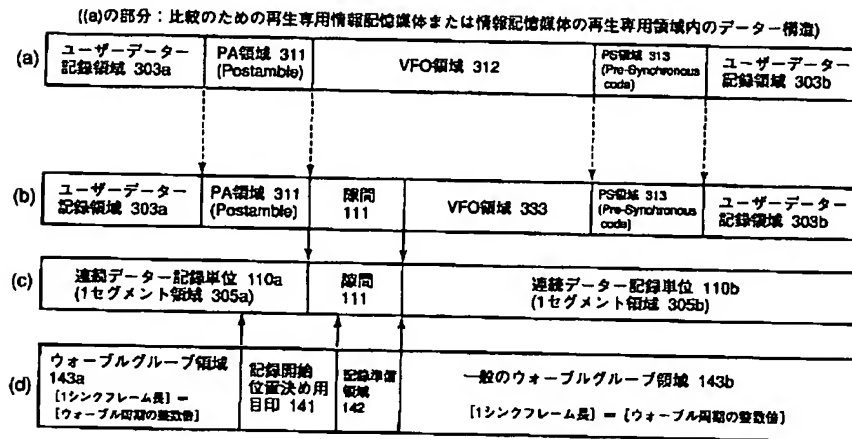 ((a)の部分：比較のための再生専用情報記憶媒体または情報記憶媒体の再生専用領域内のデーター構造)
(a)
ユーザーデーター
記録領域 303a
PA領域 311
(Postamble)
VFO領域 312
PS領域 313
(Pre-Synchronous
code)
ユーザーデーター
記録領域 303b
(b)
ユーザーデーター
記録領域 303a
PA領域 311
(Postamble)
隙間
111
VFO領域 333
PS領域 313
(Pre-Synchronous
code)
ユーザーデーター
記録領域 303b
(c)
連続データー記録単位 110a
(1セグメント領域 305a)
隙間
111
連続データー記録単位 110b
(1セグメント領域 305b)
(d)
ウォーブルグループ領域
143a
[1シンクフレーム長] =
[ウォーブル周期の整数倍]
記録開始
位置決め用
目印 141
記録準備
領域
142
一般のウォーブルグループ領域 143b
[1シンクフレーム長] = [ウォーブル周期の整数倍]